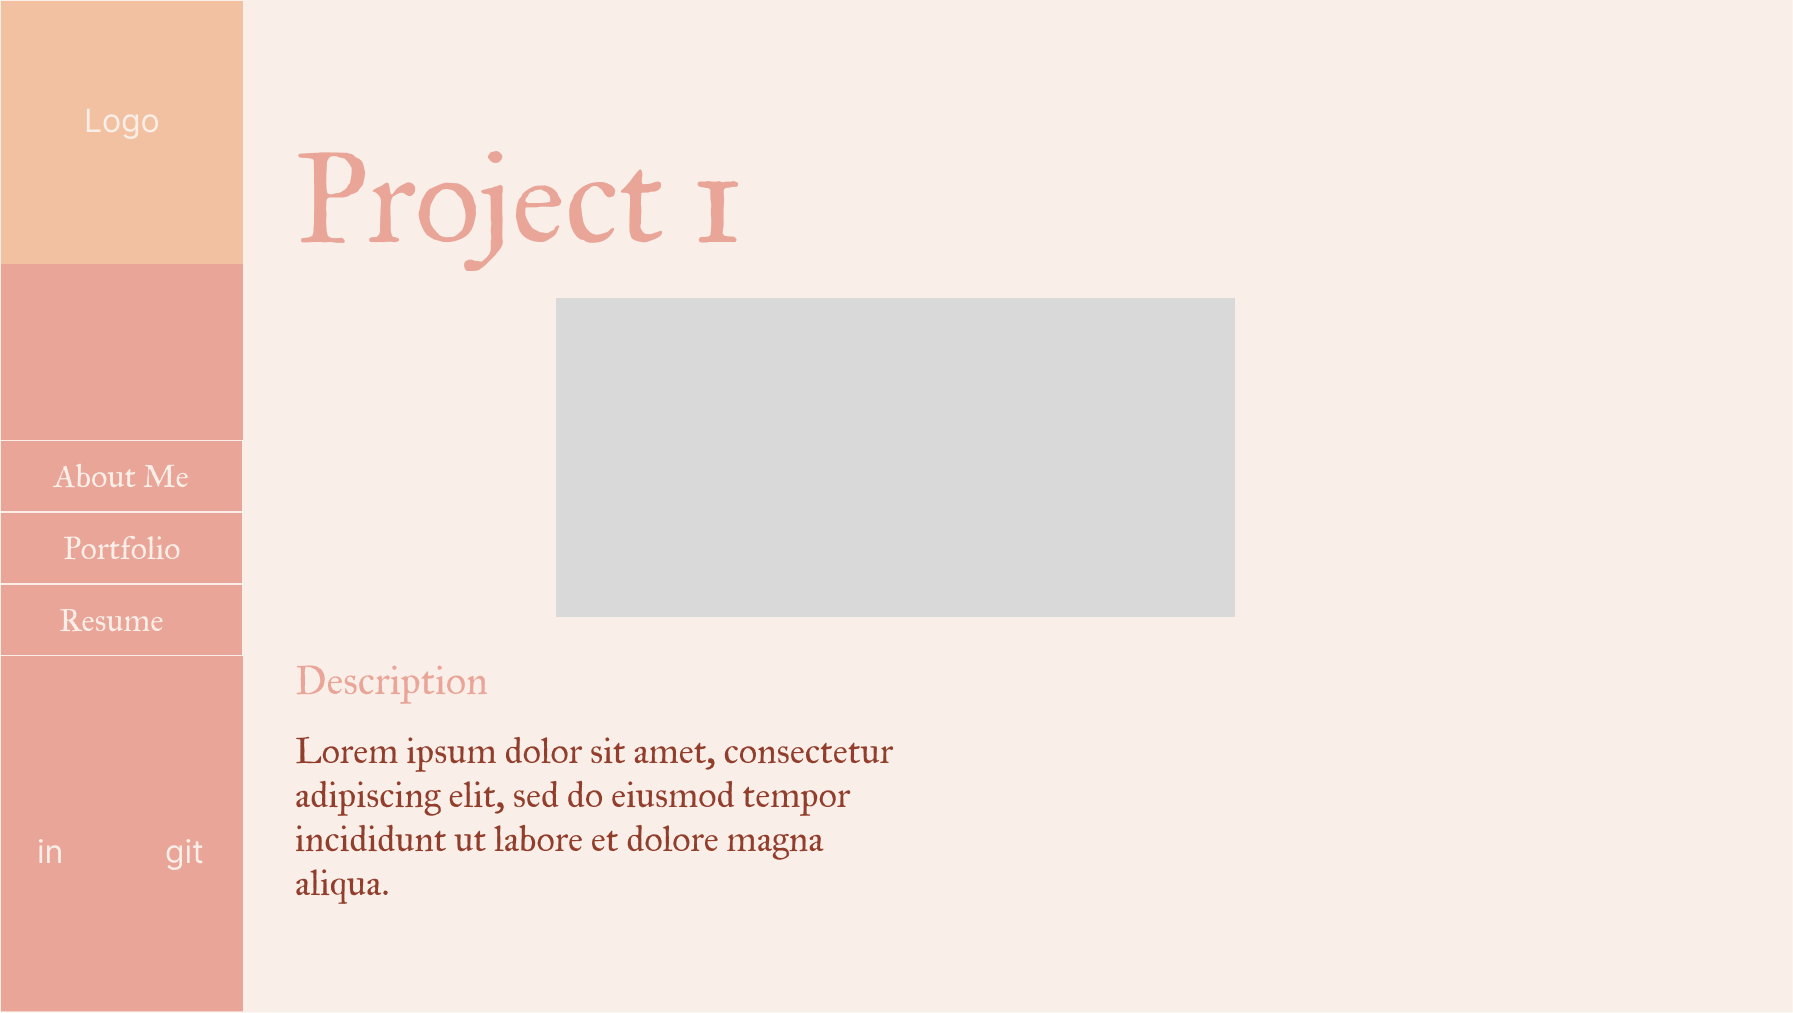 Logo
Project 1
About Me
Portfolio
Resume
Description
Lorem ipsum dolor sit amet, consectetur
adipiscing elit, sed do eiusmod tempor
incididunt ut labore et dolore magna
aliqua.
in
git